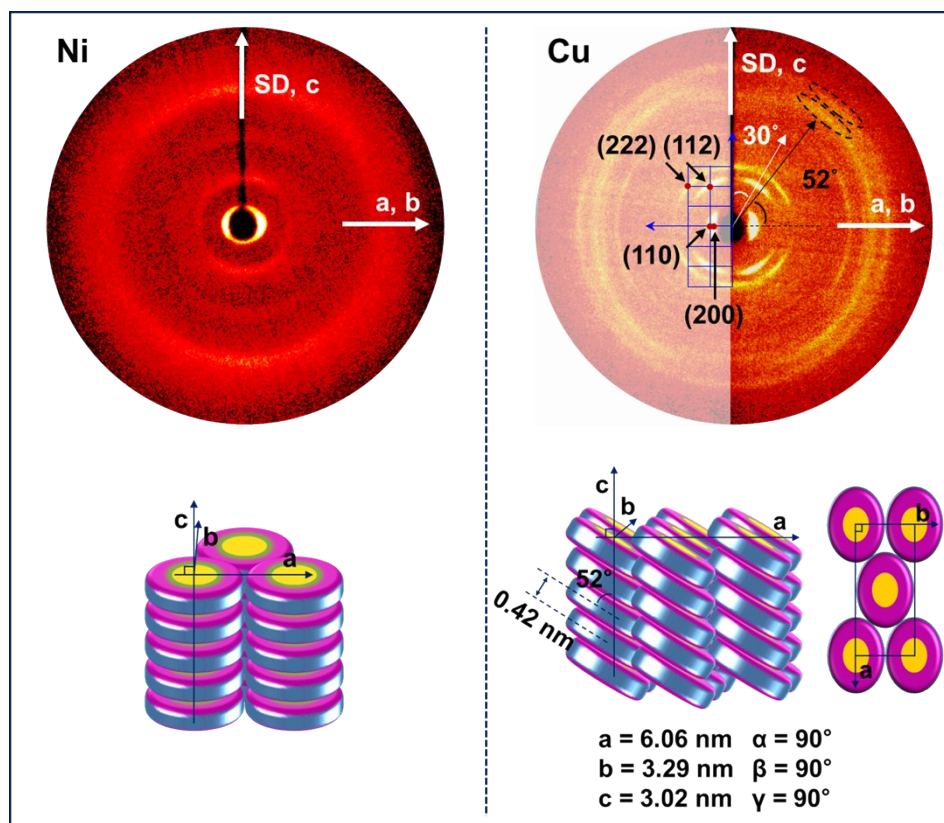 Ni
SD, c
a, b
Cu
SD, c
30°
(222) (112)
52°
a, b
(110)
(200)
c
b
a
c
b
a
52°
0.42 nm
b
a
a = 6.06 nm α = 90°
b = 3.29 nm β = 90°
c = 3.02 nm γ = 90°